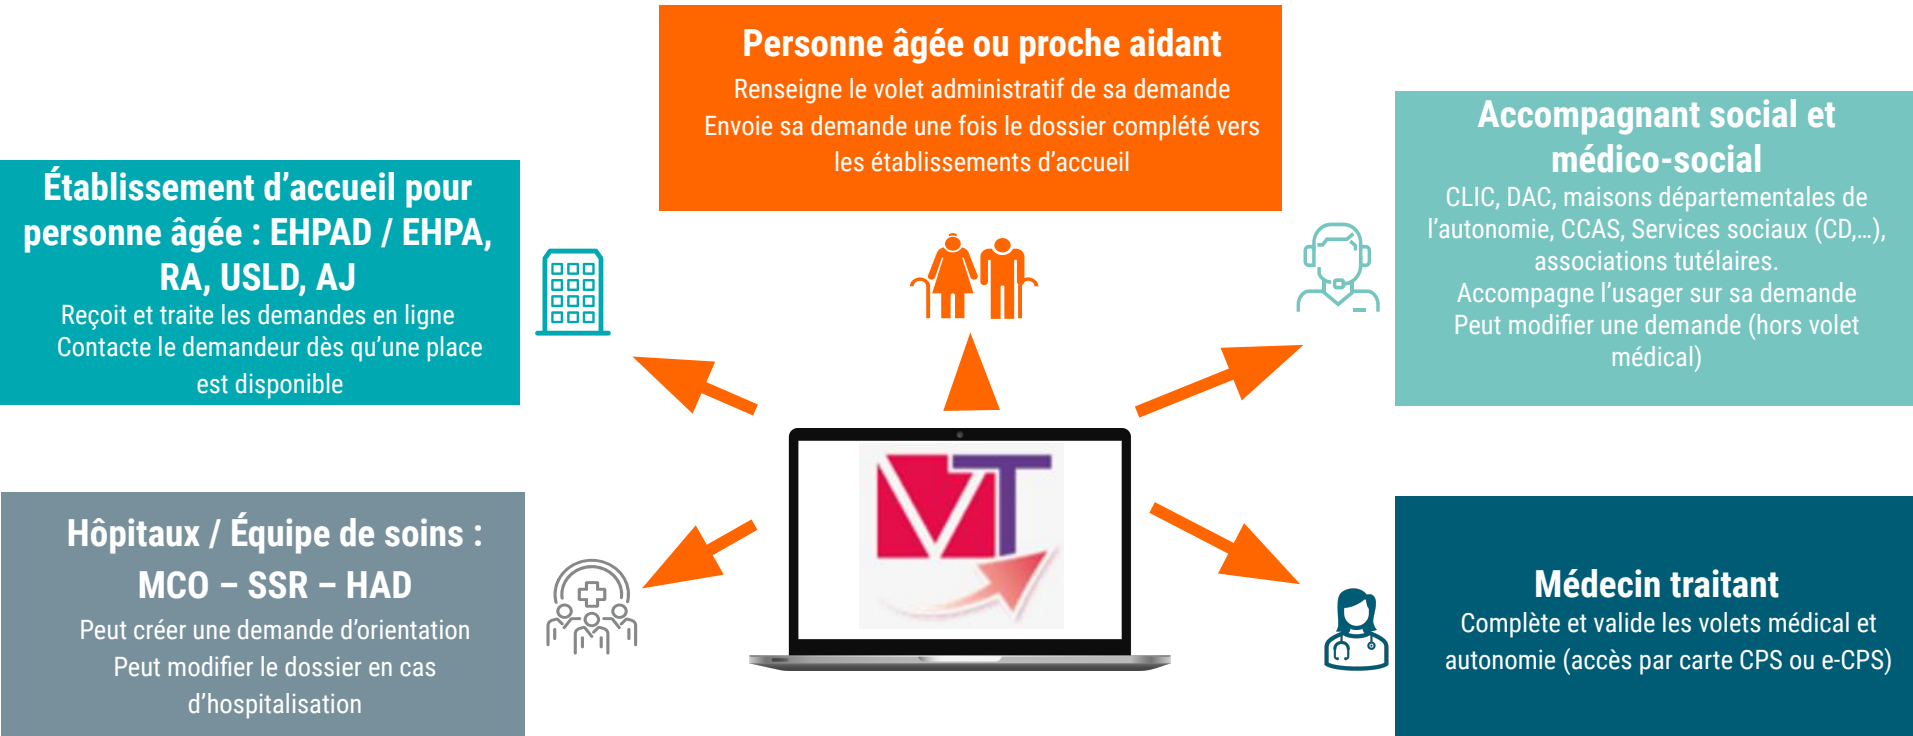 Personne âgée ou proche aidant
Renseigne le volet administratif de sa demande
Envoie sa demande une fois le dossier complété vers
les établissements d’accueil
Établissement d’accueil pour
personne âgée : EHPAD / EHPA,
RA, USLD, AJ
Reçoit et traite les demandes en ligne
Contacte le demandeur dès qu’une place
est disponible
Accompagnant social et
médico-social
CLIC, DAC, maisons départementales de
l’autonomie, CCAS, Services sociaux (CD,...),
associations tutélaires.
Accompagne l’usager sur sa demande
Peut modifier une demande (hors volet
médical)
VT
Hôpitaux / Équipe de soins :
MCO – SSR – HAD
Peut créer une demande d’orientation
Peut modifier le dossier en cas
d’hospitalisation
Médecin traitant
Complète et valide les volets médical et
autonomie (accès par carte CPS ou e-CPS)